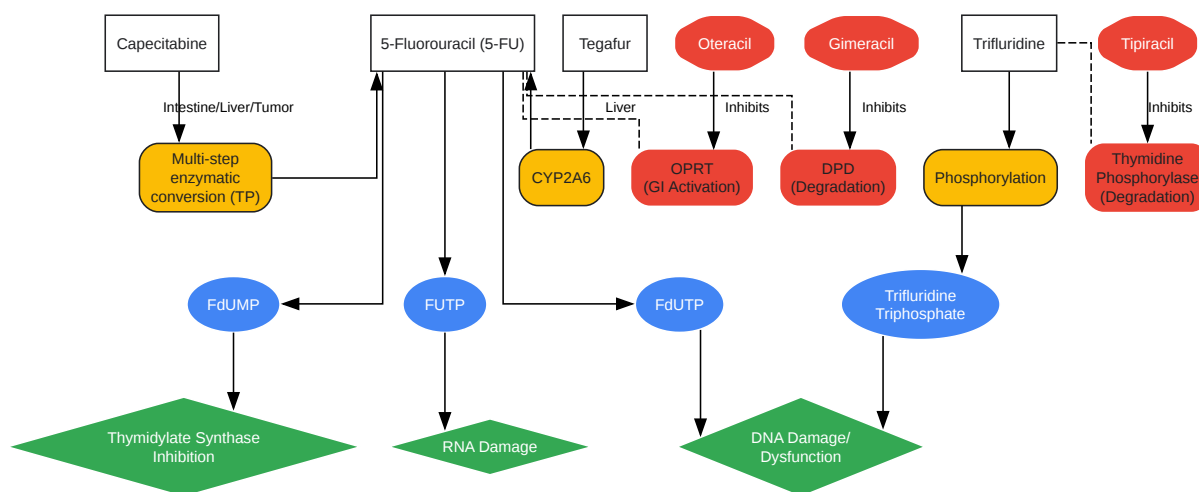 Capecitabine
5-Fluorouracil (5-FU)
Tegafur
Oteracil
Gimeracil
Trifluridine
Tipiracil
Intestine/Liver/Tumor
Liver
Inhibits
Inhibits
Inhibits
Multi-step
enzymatic
conversion (TP)
CYP2A6
OPRT
(GI Activation)
DPD
(Degradation)
Phosphorylation
Thymidine
Phosphorylase
(Degradation)
FdUMP
FUTP
FdUTP
Trifluridine
Triphosphate
Thymidylate Synthase
Inhibition
RNA Damage
DNA Damage/
Dysfunction